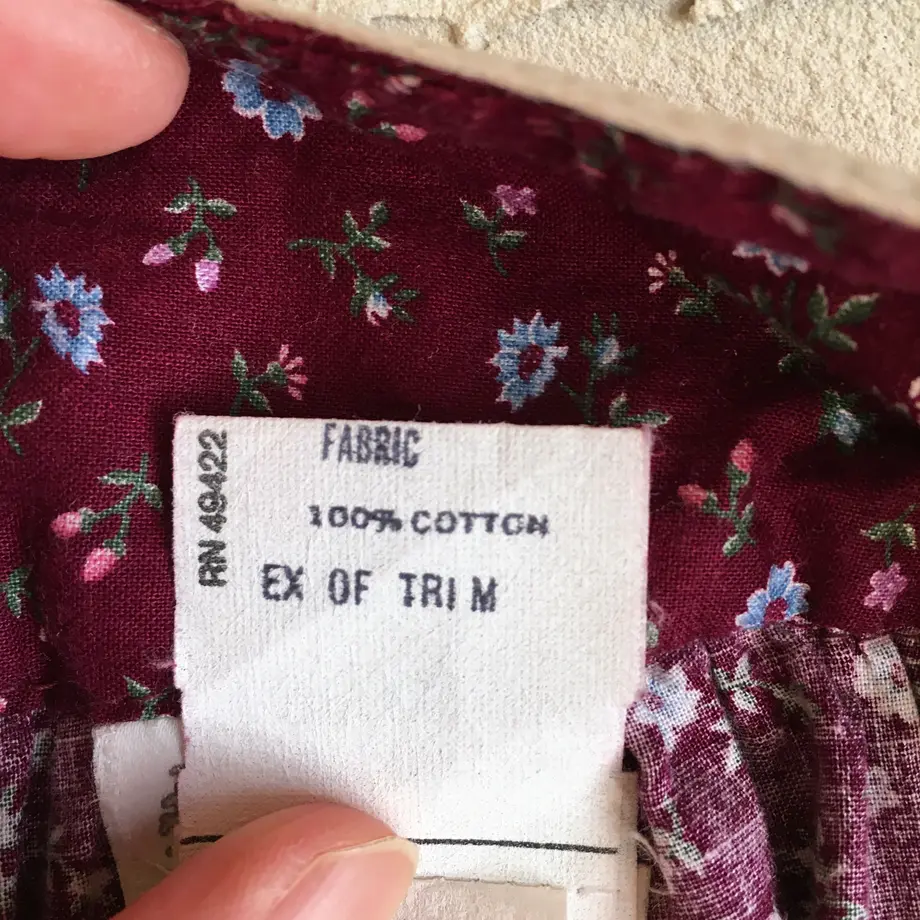 FABRIC
100% COTTON
EX OF TRIM
RN 49422